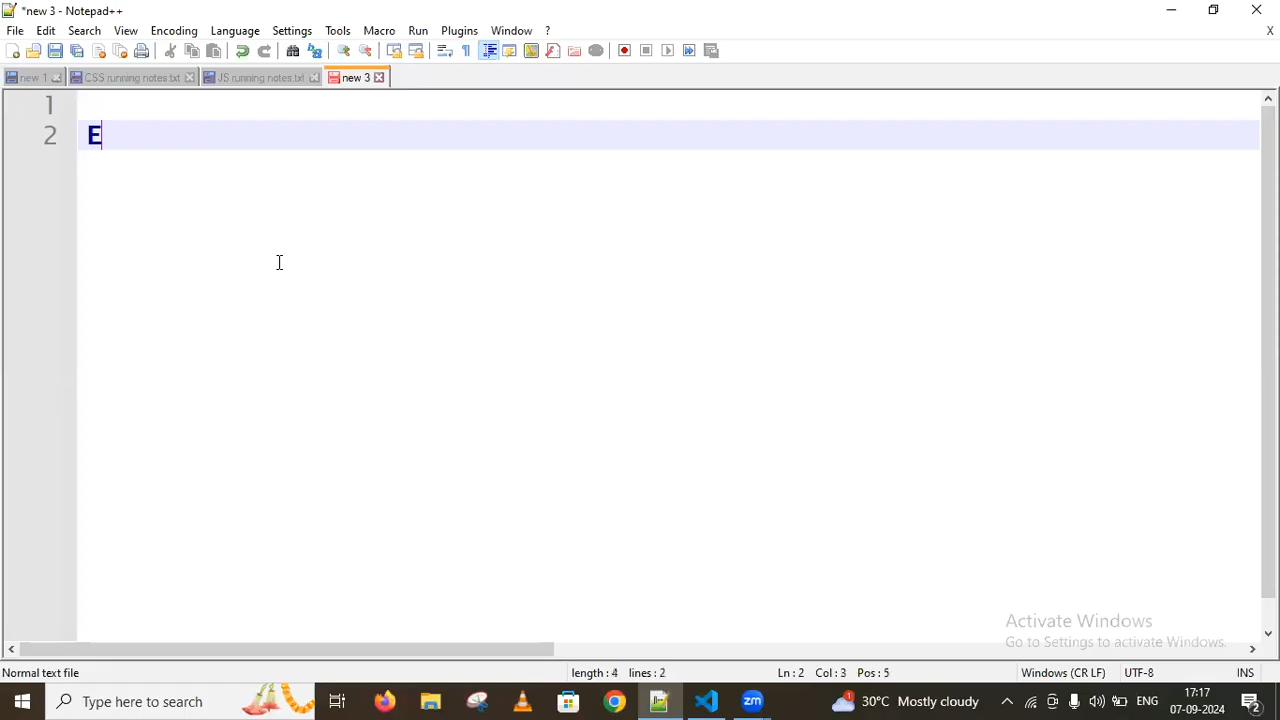 *new 3 - Notepad++
File Edit Search View Encoding Language Settings Tools Macro Run Plugins Window ? X
new 1 CSS running notes.txt JS running notes.txt new 3
1
2 E
Activate Windows
Go to Settings to activate Windows.
Normal text file length : 4 lines : 2 Ln : 2 Col : 3 Pos : 5 Windows (CR LF) UTF-8 INS
Type here to search 1 30°C Mostly cloudy ENG 17:17
07-09-2024 2